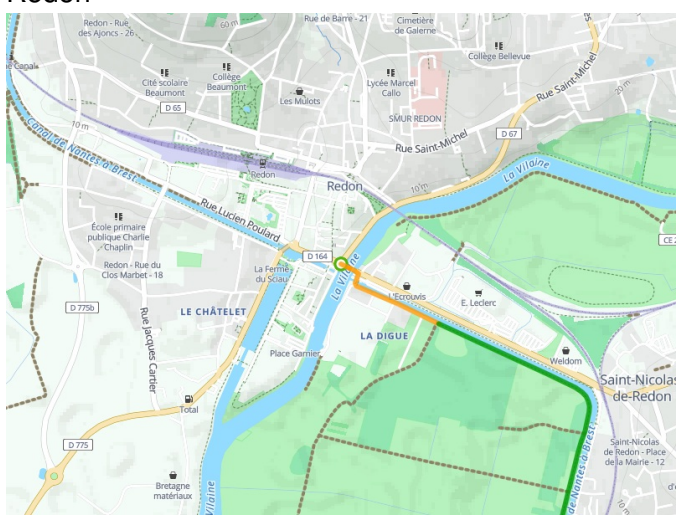 Redon
Redon - Rue
des Ajoncs - 26
60 m
Rue de Barre - 21
Cimetière
de Galerne
Collège Bellevue
Cité scolaire
Beaumont
Collège
Beaumont
Les Mulots
Lycée Marcel
Callo
Rue Saint-Michel
20 m
D 65
SMUR REDON
D 67
10 m
Canal de Nantes à Brest
Rue Saint-Michel
La Vilaine
Redon
Redon
10 m
Rue Lucien Poulard
École primaire
publique Charlie
Chaplin
D 164
Redon - Rue du
Clos Marbet - 18
La Ferme
du Sciau
La Vilaine
L'Ecrouvis
E. Leclerc
D 775b
LE CHÂTELET
LA DIGUE
Rue Jacques Cartier
Place Garnier
Weldom
Saint-Nicolas
de-Redon
Total
D 775
Saint-Nicolas
de Redon - Place
de la Mairie - 12
Bretagne
matériaux
Vilaine
de Nantes à Brest
10 m